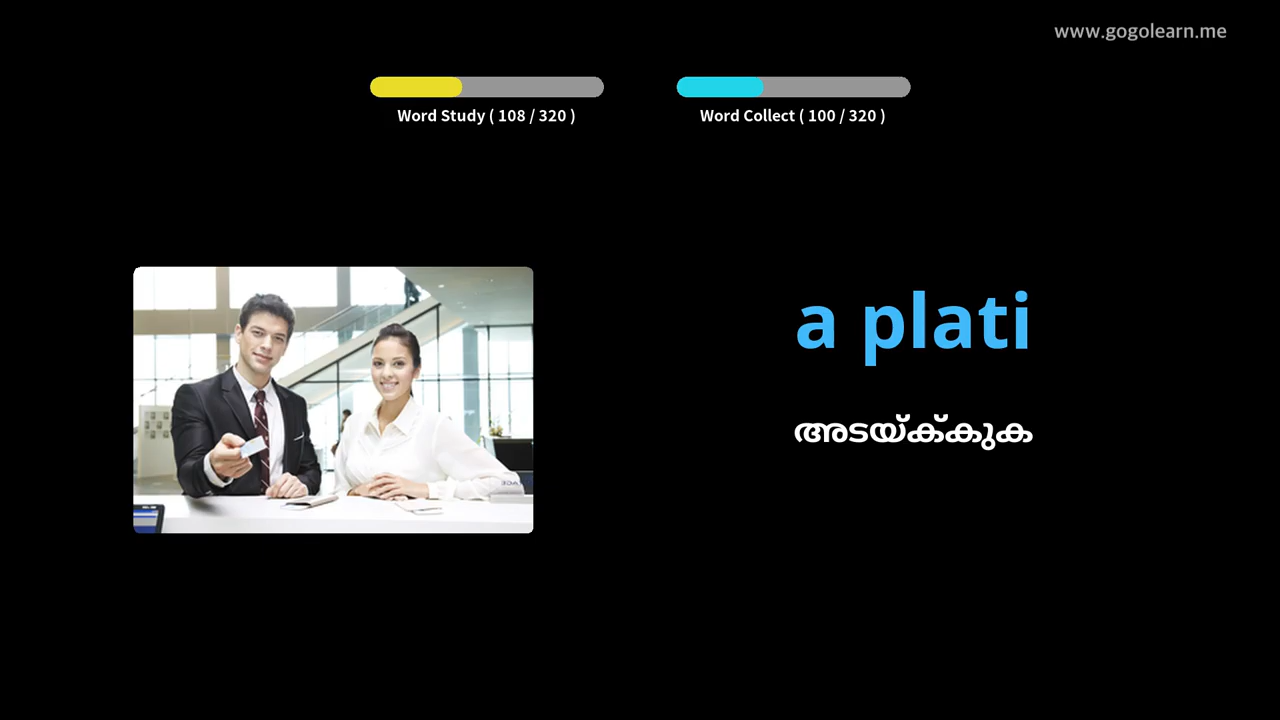 www.gogolearn.me
Word Study ( 108 / 320 )
Word Collect ( 100 / 320 )
a plati
അടയ്ക്കുക